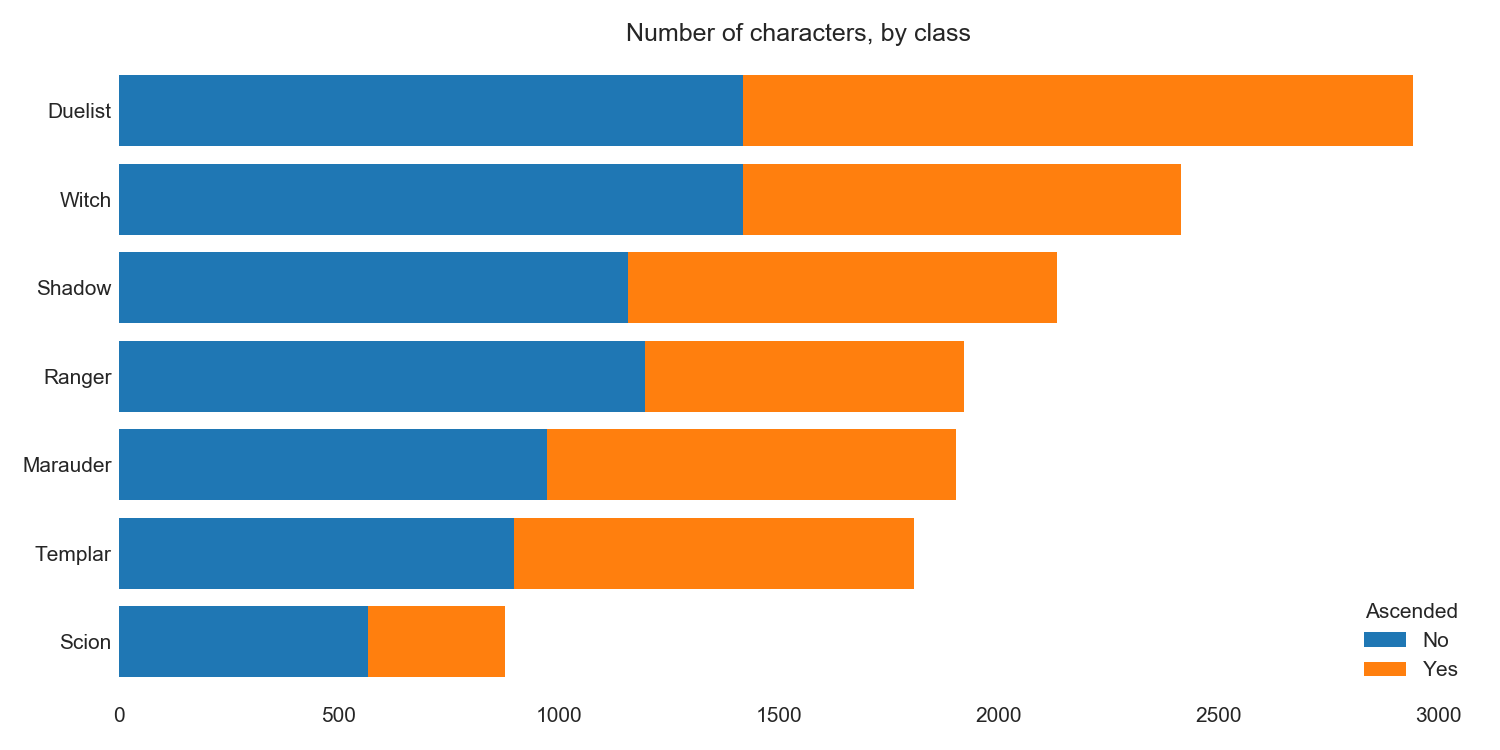 Number of characters, by class
Duelist
Witch
Shadow
Ranger
Marauder
Templar
Scion
Ascended
No
Yes
0 500 1000 1500 2000 2500 3000